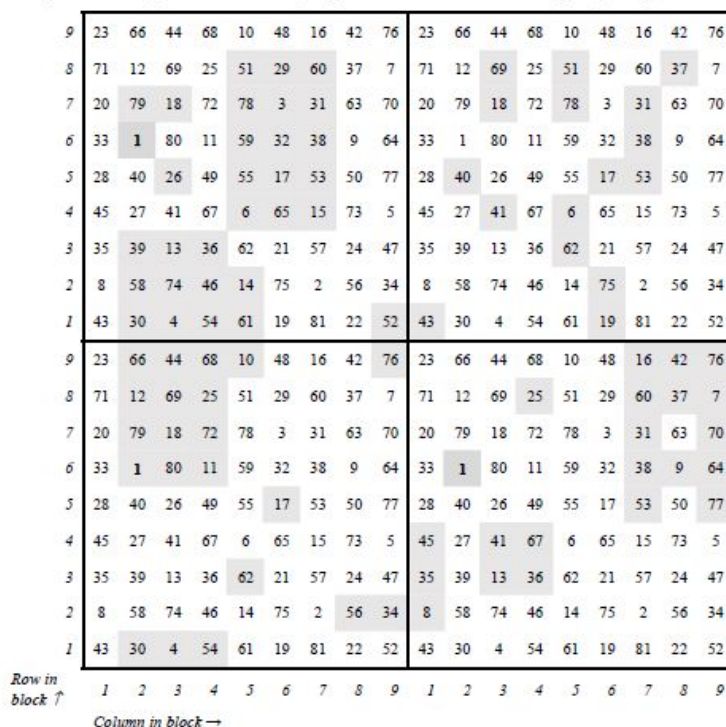 9 23 66 44 68 10 48 16 42 76 23 66 44 68 10 48 16 42 76
8 71 12 69 25 51 29 60 37 7 71 12 69 25 51 29 60 37 7
7 20 79 18 72 78 3 31 63 70 20 79 18 72 78 3 31 63 70
6 33 1 80 11 59 32 38 9 64 33 1 80 11 59 32 38 9 64
5 28 40 26 49 55 17 53 50 77 28 40 26 49 55 17 53 50 77
4 45 27 41 67 6 65 15 73 5 45 27 41 67 6 65 15 73 5
3 35 39 13 36 62 21 57 24 47 35 39 13 36 62 21 57 24 47
2 8 58 74 46 14 75 2 56 34 8 58 74 46 14 75 2 56 34
1 43 30 4 54 61 19 81 22 52 43 30 4 54 61 19 81 22 52
9 23 66 44 68 10 48 16 42 76 23 66 44 68 10 48 16 42 76
8 71 12 69 25 51 29 60 37 7 71 12 69 25 51 29 60 37 7
7 20 79 18 72 78 3 31 63 70 20 79 18 72 78 3 31 63 70
6 33 1 80 11 59 32 38 9 64 33 1 80 11 59 32 38 9 64
5 28 40 26 49 55 17 53 50 77 28 40 26 49 55 17 53 50 77
4 45 27 41 67 6 65 15 73 5 45 27 41 67 6 65 15 73 5
3 35 39 13 36 62 21 57 24 47 35 39 13 36 62 21 57 24 47
2 8 58 74 46 14 75 2 56 34 8 58 74 46 14 75 2 56 34
1 43 30 4 54 61 19 81 22 52 43 30 4 54 61 19 81 22 52
Row in
block ↑ 1 2 3 4 5 6 7 8 9 1 2 3 4 5 6 7 8 9
Column in block →